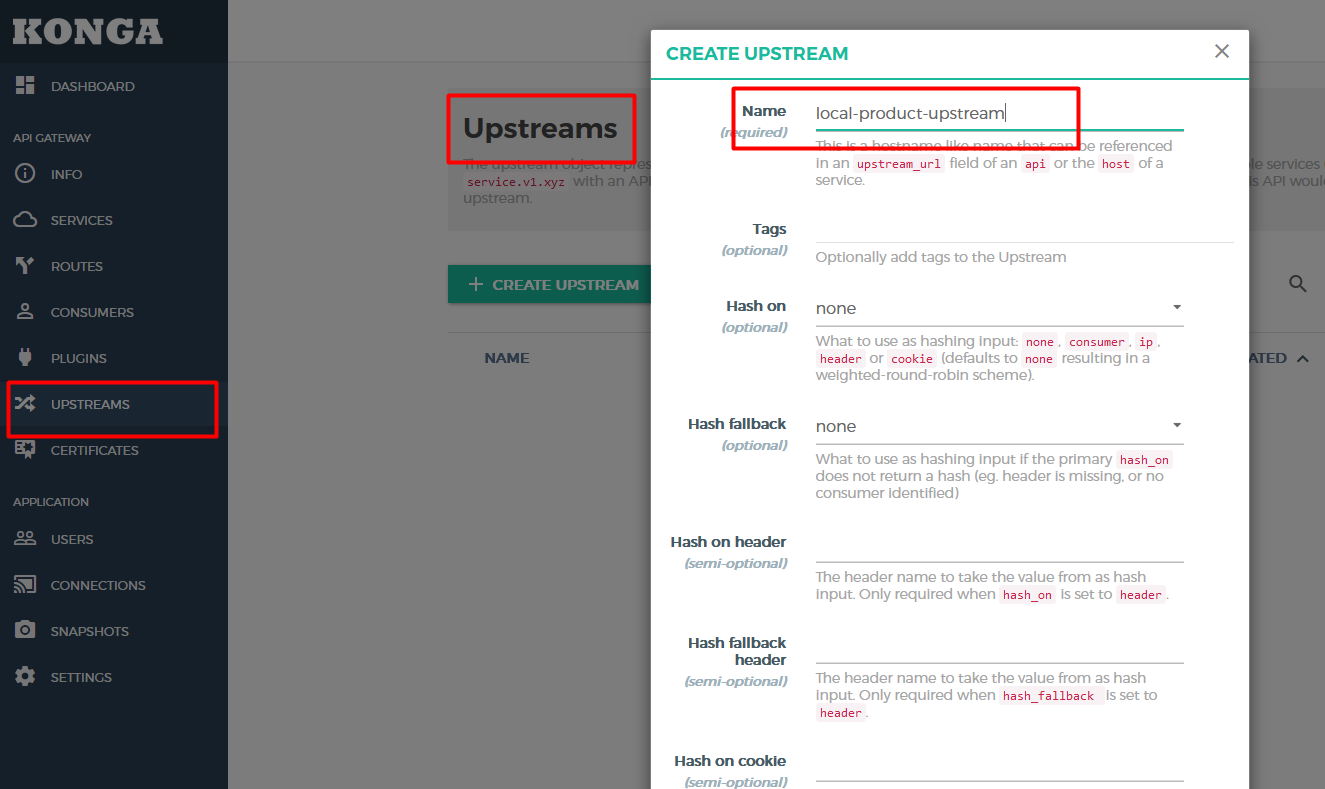 KONGA
DASHBOARD
API GATEWAY
INFO
SERVICES
ROUTES
CONSUMERS
PLUGINS
UPSTREAMS
CERTIFICATES
APPLICATION
USERS
CONNECTIONS
SNAPSHOTS
SETTINGS
Upstreams
The upstream object repres
ple services
service.v1.xyz with an API
is API woul
upstream.
CREATE UPSTREAM
NAME
ATED
CREATE UPSTREAM
Name
(required)
local-product-upstream
This is a hostname like name that can be referenced
in an upstream_url field of an api or the host of a
service.
Tags
(optional)
Optionally add tags to the Upstream
Hash on
(optional)
none
What to use as hashing input: none, consumer, ip,
header or cookie (defaults to none resulting in a
weighted-round-robin scheme).
Hash fallback
(optional)
none
What to use as hashing input if the primary hash_on
does not return a hash (eg. header is missing, or no
consumer identified)
Hash on header
(semi-optional)
The header name to take the value from as hash
input. Only required when hash_on is set to header.
Hash fallback
header
(semi-optional)
The header name to take the value from as hash
input. Only required when hash_fallback is set to
header.
Hash on cookie
(semi-optional)